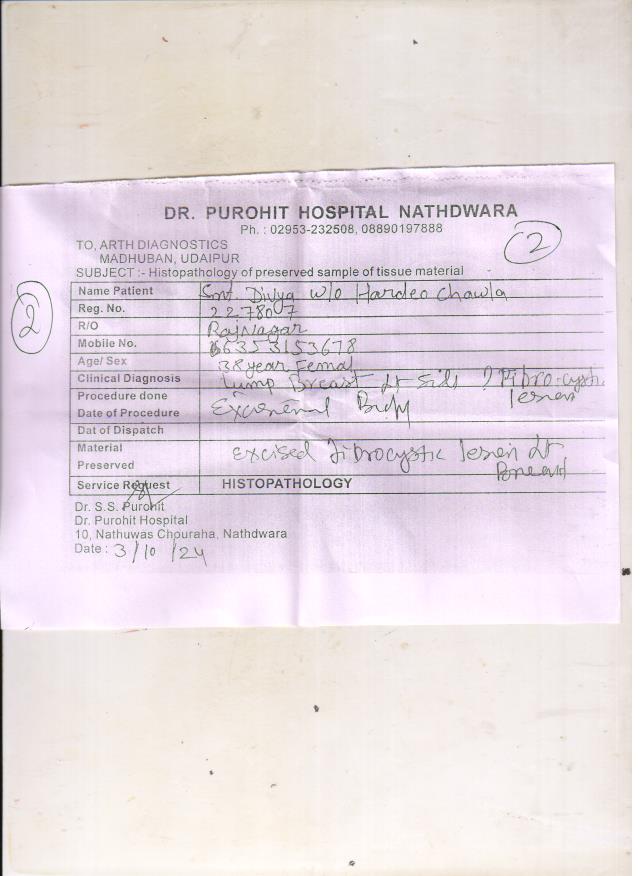 DR. PUROHIT HOSPITAL NATHDWARA
Ph. : 02953-232508, 08890197888
2
TO, ARTH DIAGNOSTICS
MADHUBAN, UDAIPUR
SUBJECT :- Histopathology of preserved sample of tissue material
2
Name Patient Smt. Divya w/o Hardeo Chawla
Reg. No. 227807
R/O Rajnagar
Mobile No. 6353153678
Age/ Sex 38 year Femal
Clinical Diagnosis Lump Breast Lt side ? Fibro-cystic
lesion
Procedure done
Date of Procedure Excisional
Dat of Dispatch
Material Excised fibrocystic lesion Lt
Preserved Breast
Service Request HISTOPATHOLOGY
Dr. S.S. Purohit
Dr. Purohit Hospital
10, Nathuwas Chouraha, Nathdwara
Date : 3/10/24